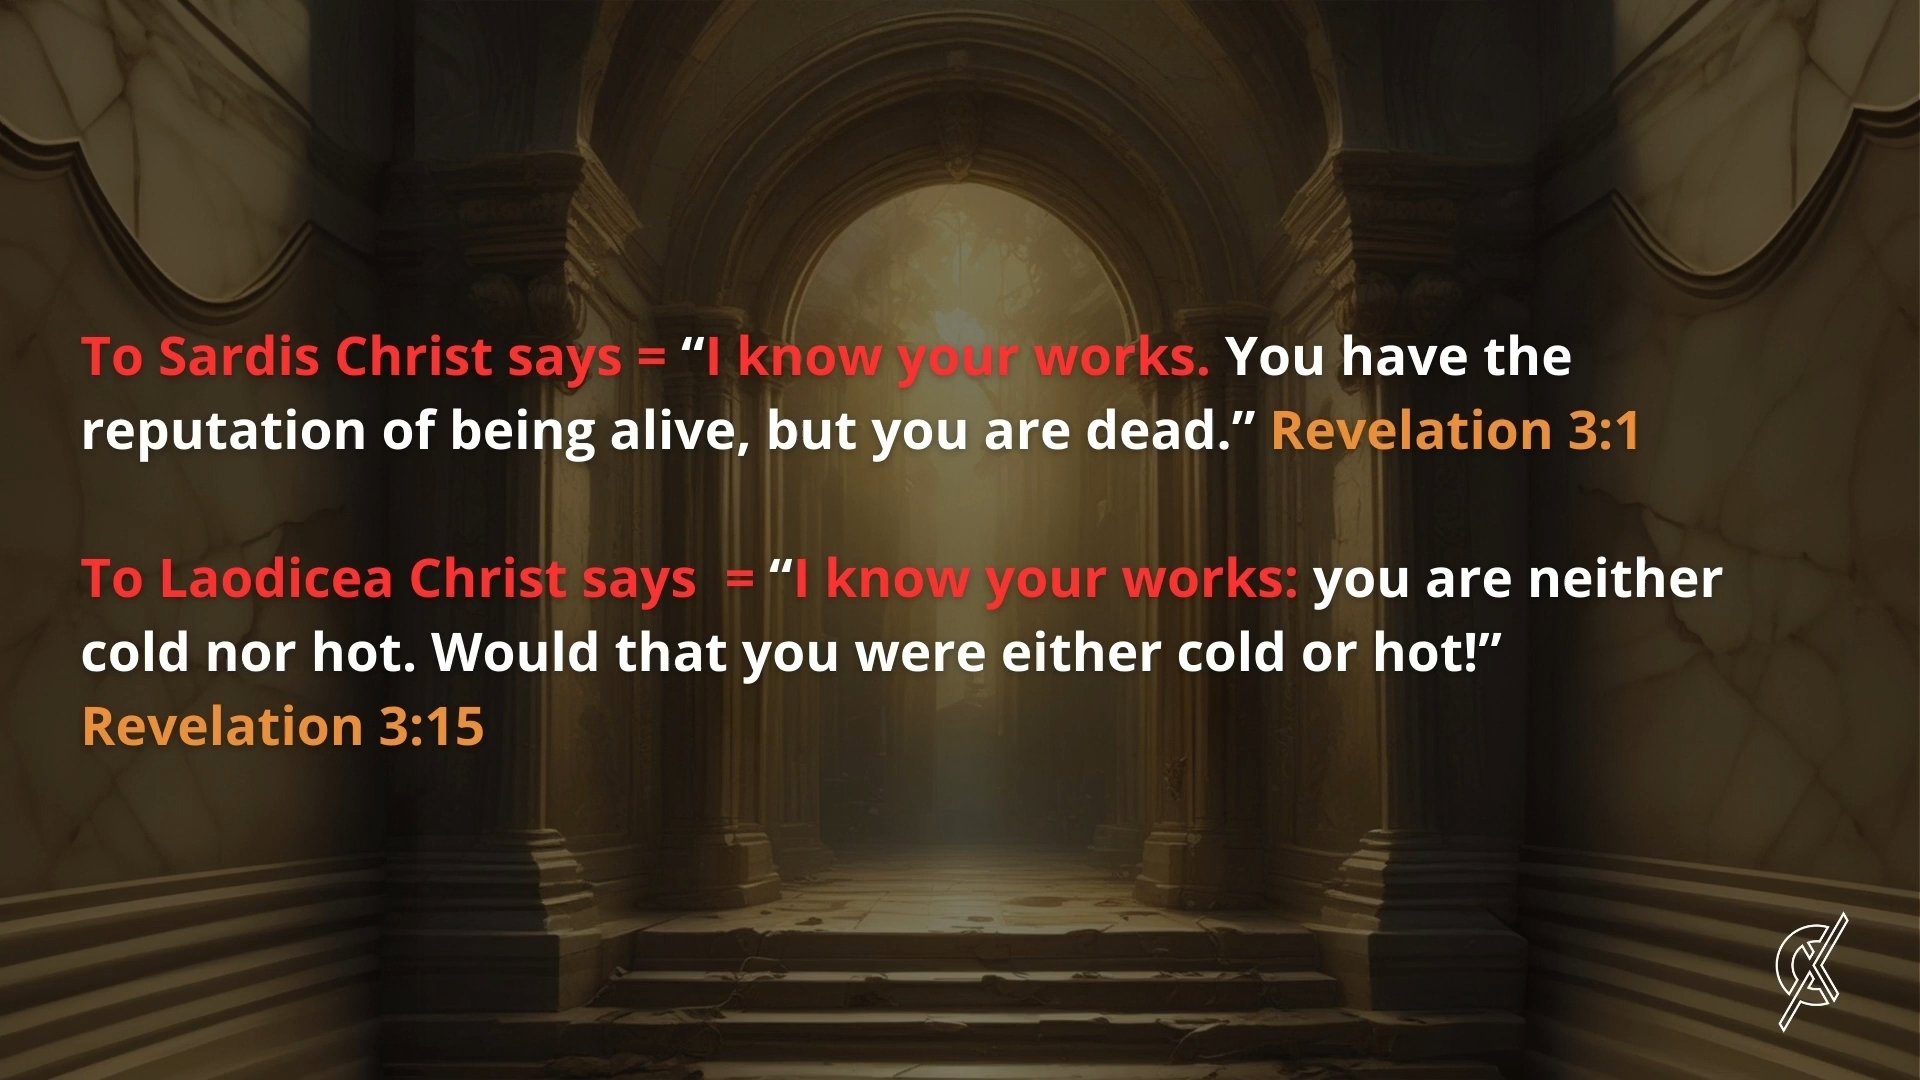 To Sardis Christ says = “I know your works. You have the
reputation of being alive, but you are dead.” Revelation 3:1
To Laodicea Christ says  = “I know your works: you are neither
cold nor hot. Would that you were either cold or hot!”
Revelation 3:15